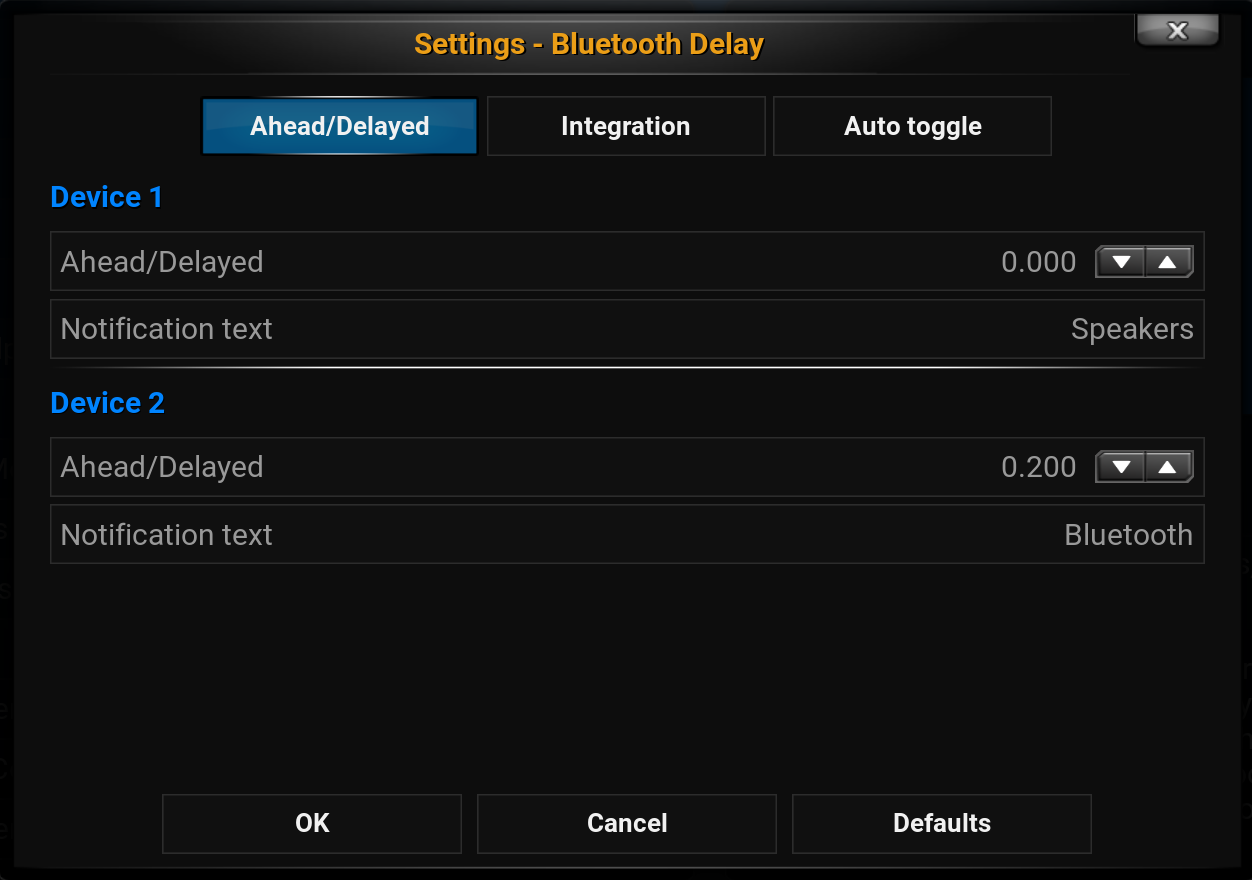 Settings - Bluetooth Delay
Ahead/Delayed Integration Auto toggle
Device 1
Ahead/Delayed 0.000
Notification text Speakers
Device 2
Ahead/Delayed 0.200
Notification text Bluetooth
OK Cancel Defaults